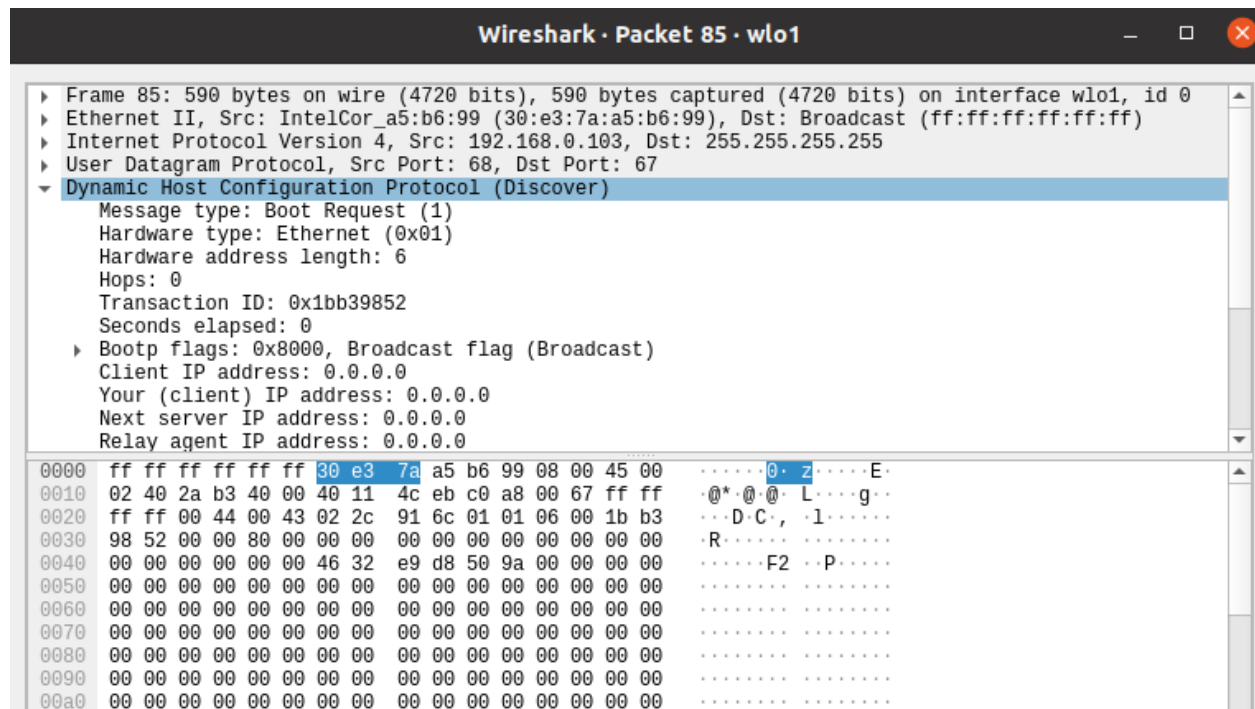 Wireshark · Packet 85 · wlo1
Frame 85: 590 bytes on wire (4720 bits), 590 bytes captured (4720 bits) on interface wlo1, id 0
Ethernet II, Src: IntelCor_a5:b6:99 (30:e3:7a:a5:b6:99), Dst: Broadcast (ff:ff:ff:ff:ff:ff)
Internet Protocol Version 4, Src: 192.168.0.103, Dst: 255.255.255.255
User Datagram Protocol, Src Port: 68, Dst Port: 67
Dynamic Host Configuration Protocol (Discover)
Message type: Boot Request (1)
Hardware type: Ethernet (0x01)
Hardware address length: 6
Hops: 0
Transaction ID: 0x1bb39852
Seconds elapsed: 0
Bootp flags: 0x8000, Broadcast flag (Broadcast)
Client IP address: 0.0.0.0
Your (client) IP address: 0.0.0.0
Next server IP address: 0.0.0.0
Relay agent IP address: 0.0.0.0
0000 ff ff ff ff ff ff 30 e3 7a a5 b6 99 08 00 45 00 ······0· z·····E·
0010 02 40 2a b3 40 00 40 11 4c eb c0 a8 00 67 ff ff ·@*·@·@· L····g··
0020 ff ff 00 44 00 43 02 2c 91 6c 01 01 06 00 1b b3 ···D·C·, ·l······
0030 98 52 00 00 80 00 00 00 00 00 00 00 00 00 00 00 ·R······ ········
0040 00 00 00 00 00 00 46 32 e9 d8 50 9a 00 00 00 00 ······F2 ··P·····
0050 00 00 00 00 00 00 00 00 00 00 00 00 00 00 00 00 ········ ········
0060 00 00 00 00 00 00 00 00 00 00 00 00 00 00 00 00 ········ ········
0070 00 00 00 00 00 00 00 00 00 00 00 00 00 00 00 00 ········ ········
0080 00 00 00 00 00 00 00 00 00 00 00 00 00 00 00 00 ········ ········
0090 00 00 00 00 00 00 00 00 00 00 00 00 00 00 00 00 ········ ········
00a0 00 00 00 00 00 00 00 00 00 00 00 00 00 00 00 00 ········ ········